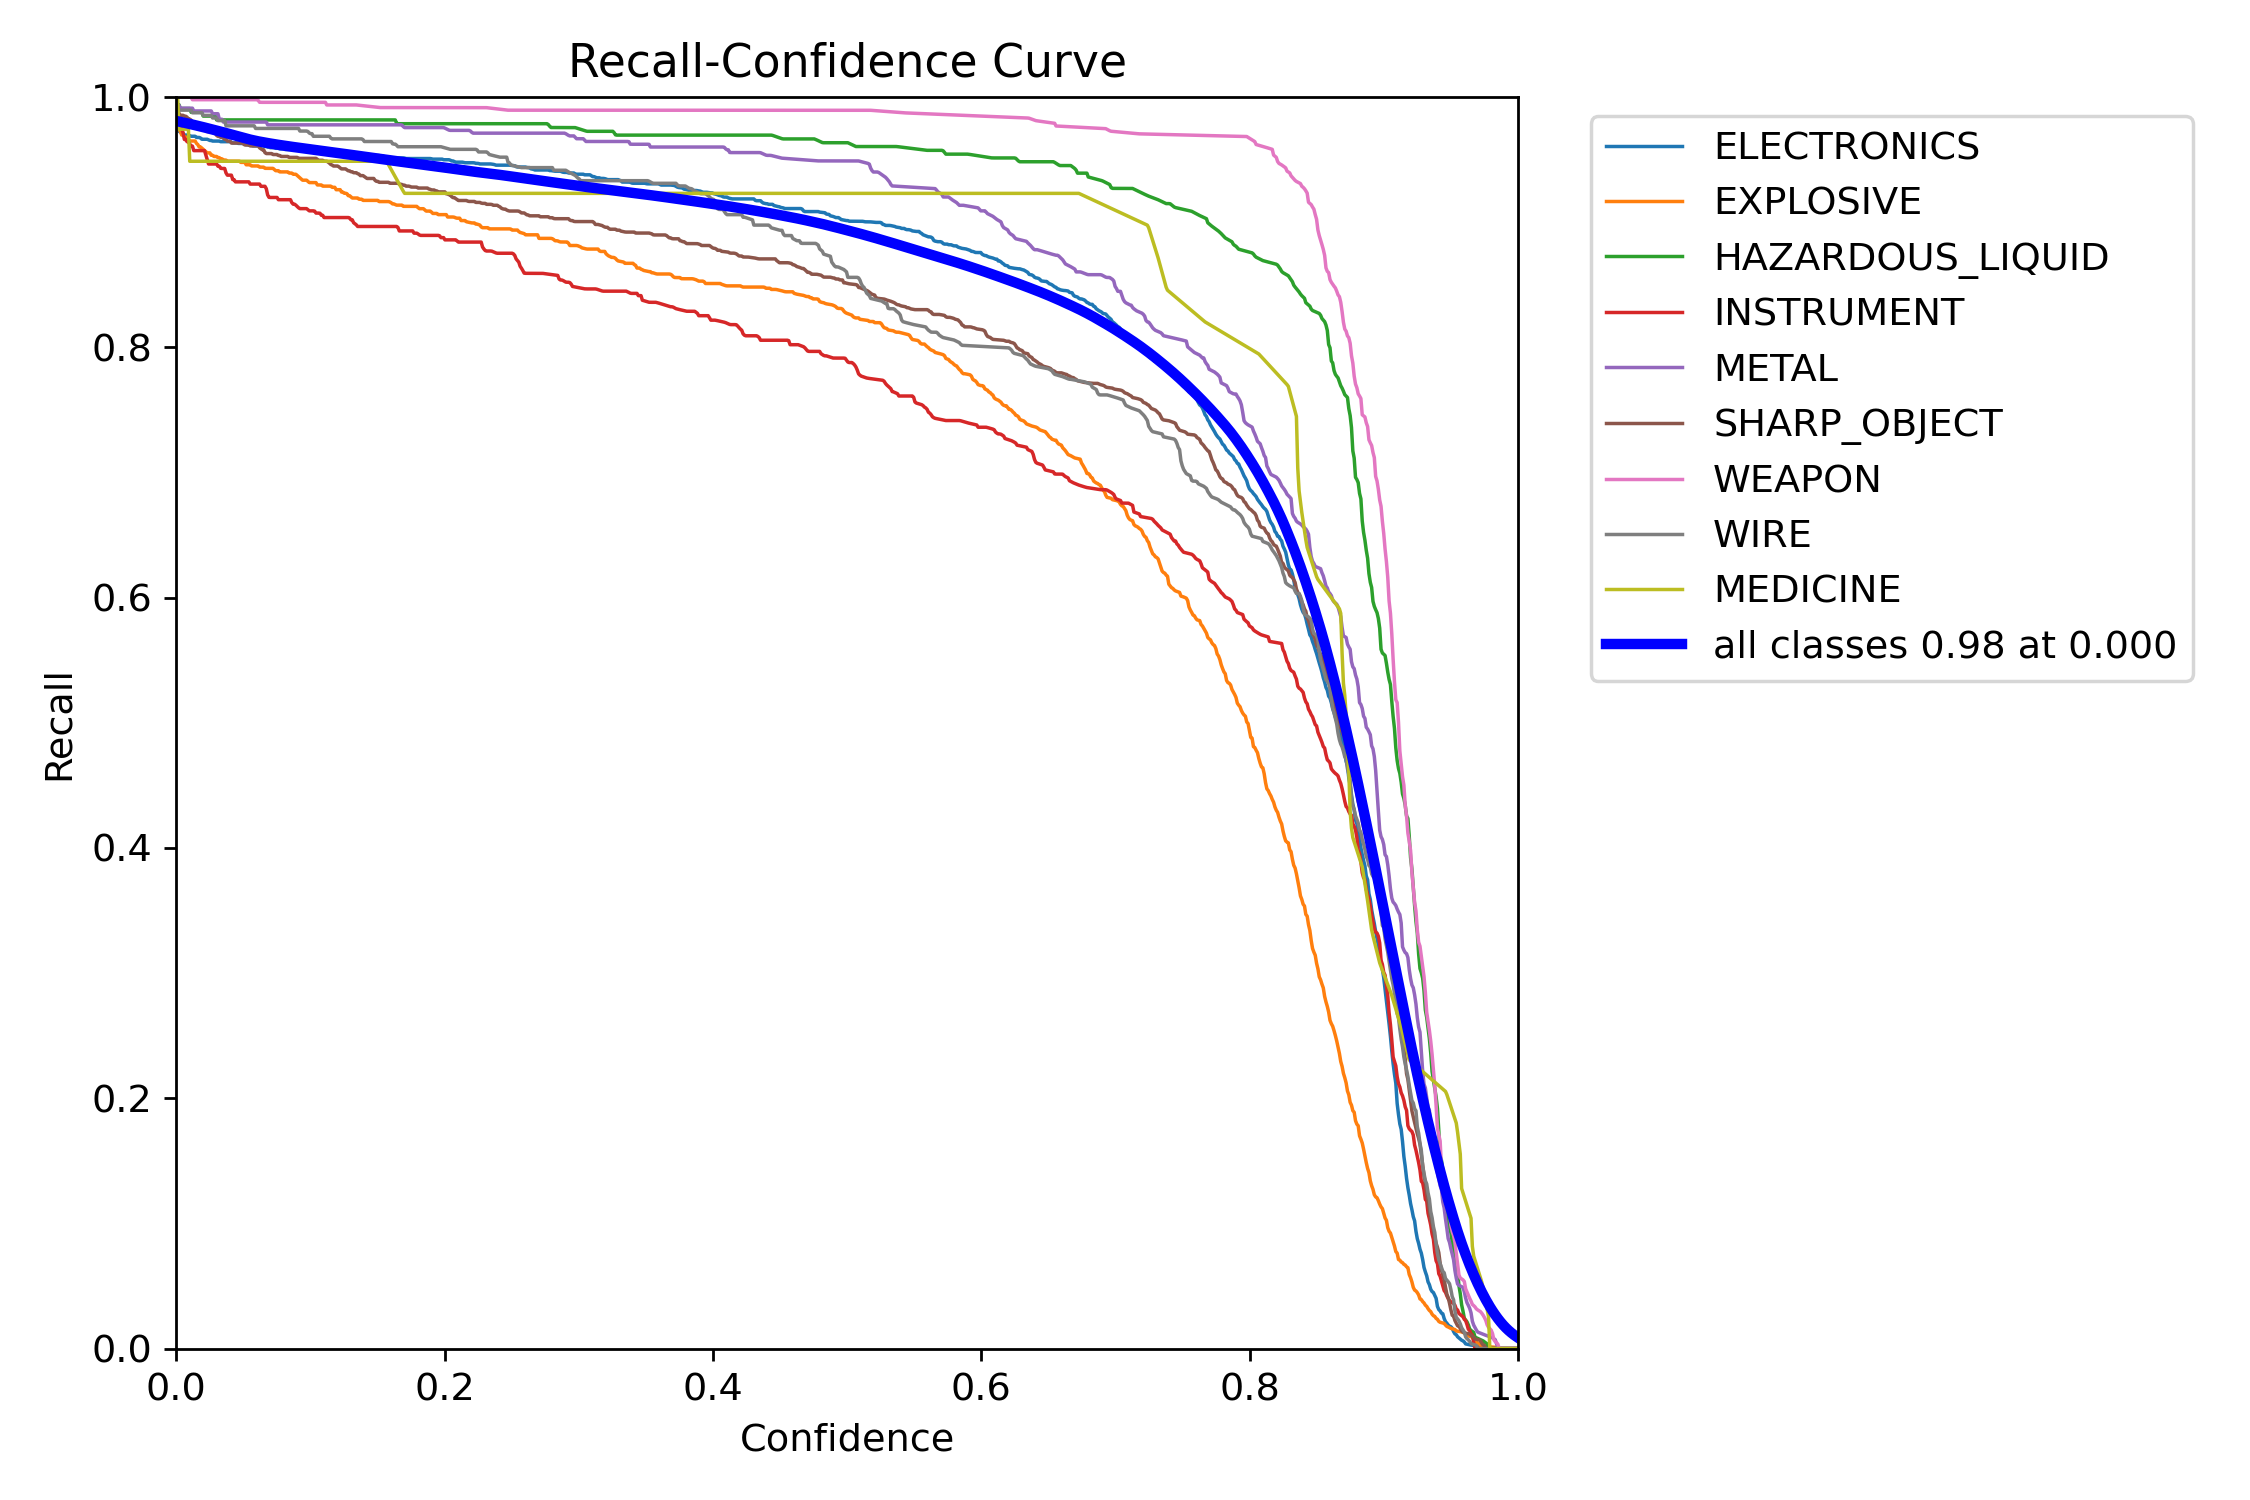 Recall-Confidence Curve
1.0
0.8
0.6
0.4
0.2
0.0
Recall
0.0 0.2 0.4 0.6 0.8 1.0
Confidence
ELECTRONICS
EXPLOSIVE
HAZARDOUS_LIQUID
INSTRUMENT
METAL
SHARP_OBJECT
WEAPON
WIRE
MEDICINE
all classes 0.98 at 0.000